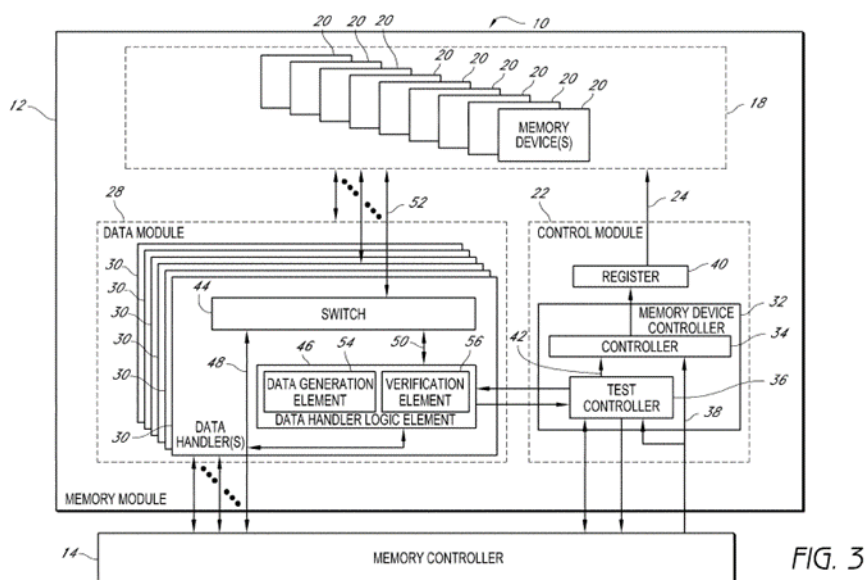 10
20 20 20 20 20 20 20 20 20
12
MEMORY
DEVICE(S)
18
28
52
22
24
DATA MODULE
CONTROL MODULE
30
30
30
30
30
30
44
SWITCH
REGISTER
40
32
MEMORY DEVICE
CONTROLLER
34
CONTROLLER
48
46
54
50
56
42
DATA GENERATION
ELEMENT
VERIFICATION
ELEMENT
DATA HANDLER LOGIC ELEMENT
TEST
CONTROLLER
36
38
DATA
HANDLER(S)
MEMORY MODULE
14
MEMORY CONTROLLER
FIG. 3